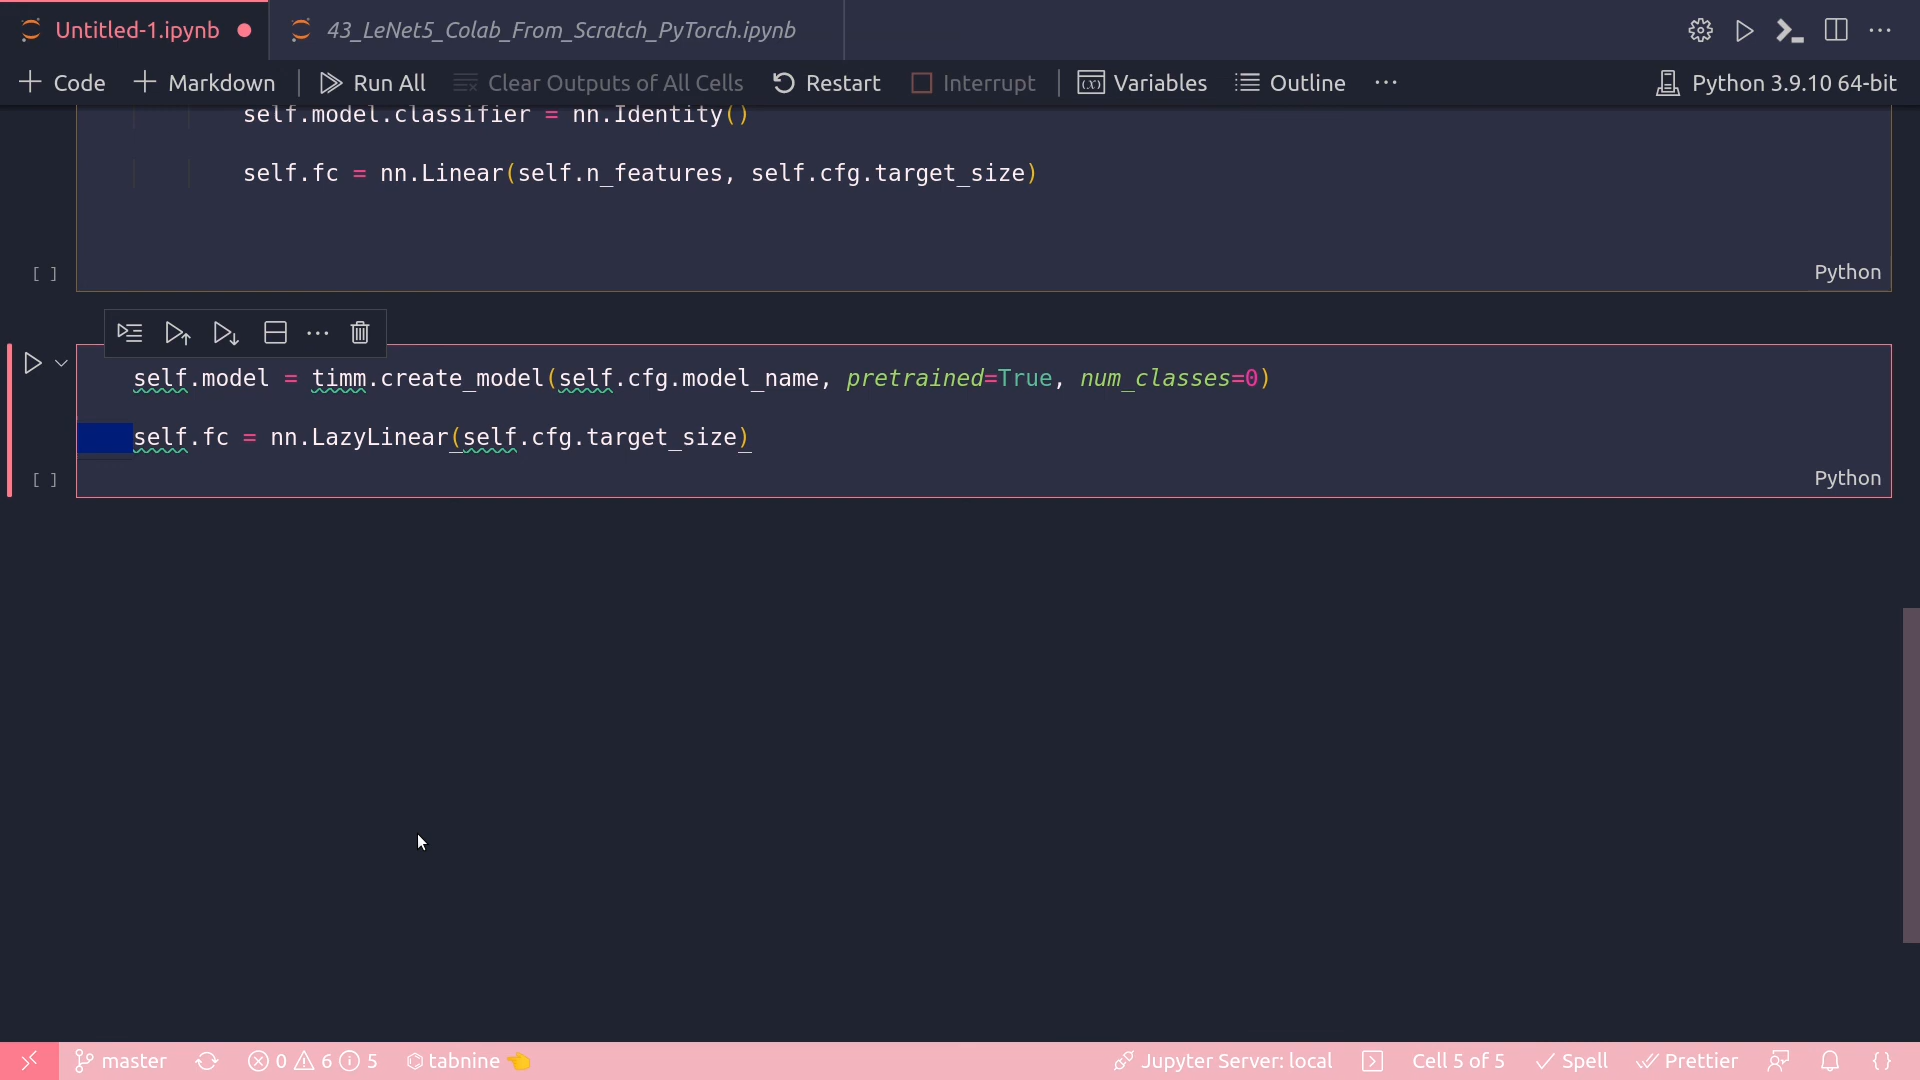 Untitled-1.ipynb 43_LeNet5_Colab_From_Scratch_PyTorch.ipynb
Code Markdown Run All Clear Outputs of All Cells Restart Interrupt Variables Outline Python 3.9.10 64-bit
self.model.classifier = nn.Identity()
self.fc = nn.Linear(self.n_features, self.cfg.target_size)
[ ] Python
self.model = timm.create_model(self.cfg.model_name, pretrained=True, num_classes=0)
self.fc = nn.LazyLinear(self.cfg.target_size)
[ ] Python
master 0 6 5 tabnine Jupyter Server: local Cell 5 of 5 Spell Prettier { }